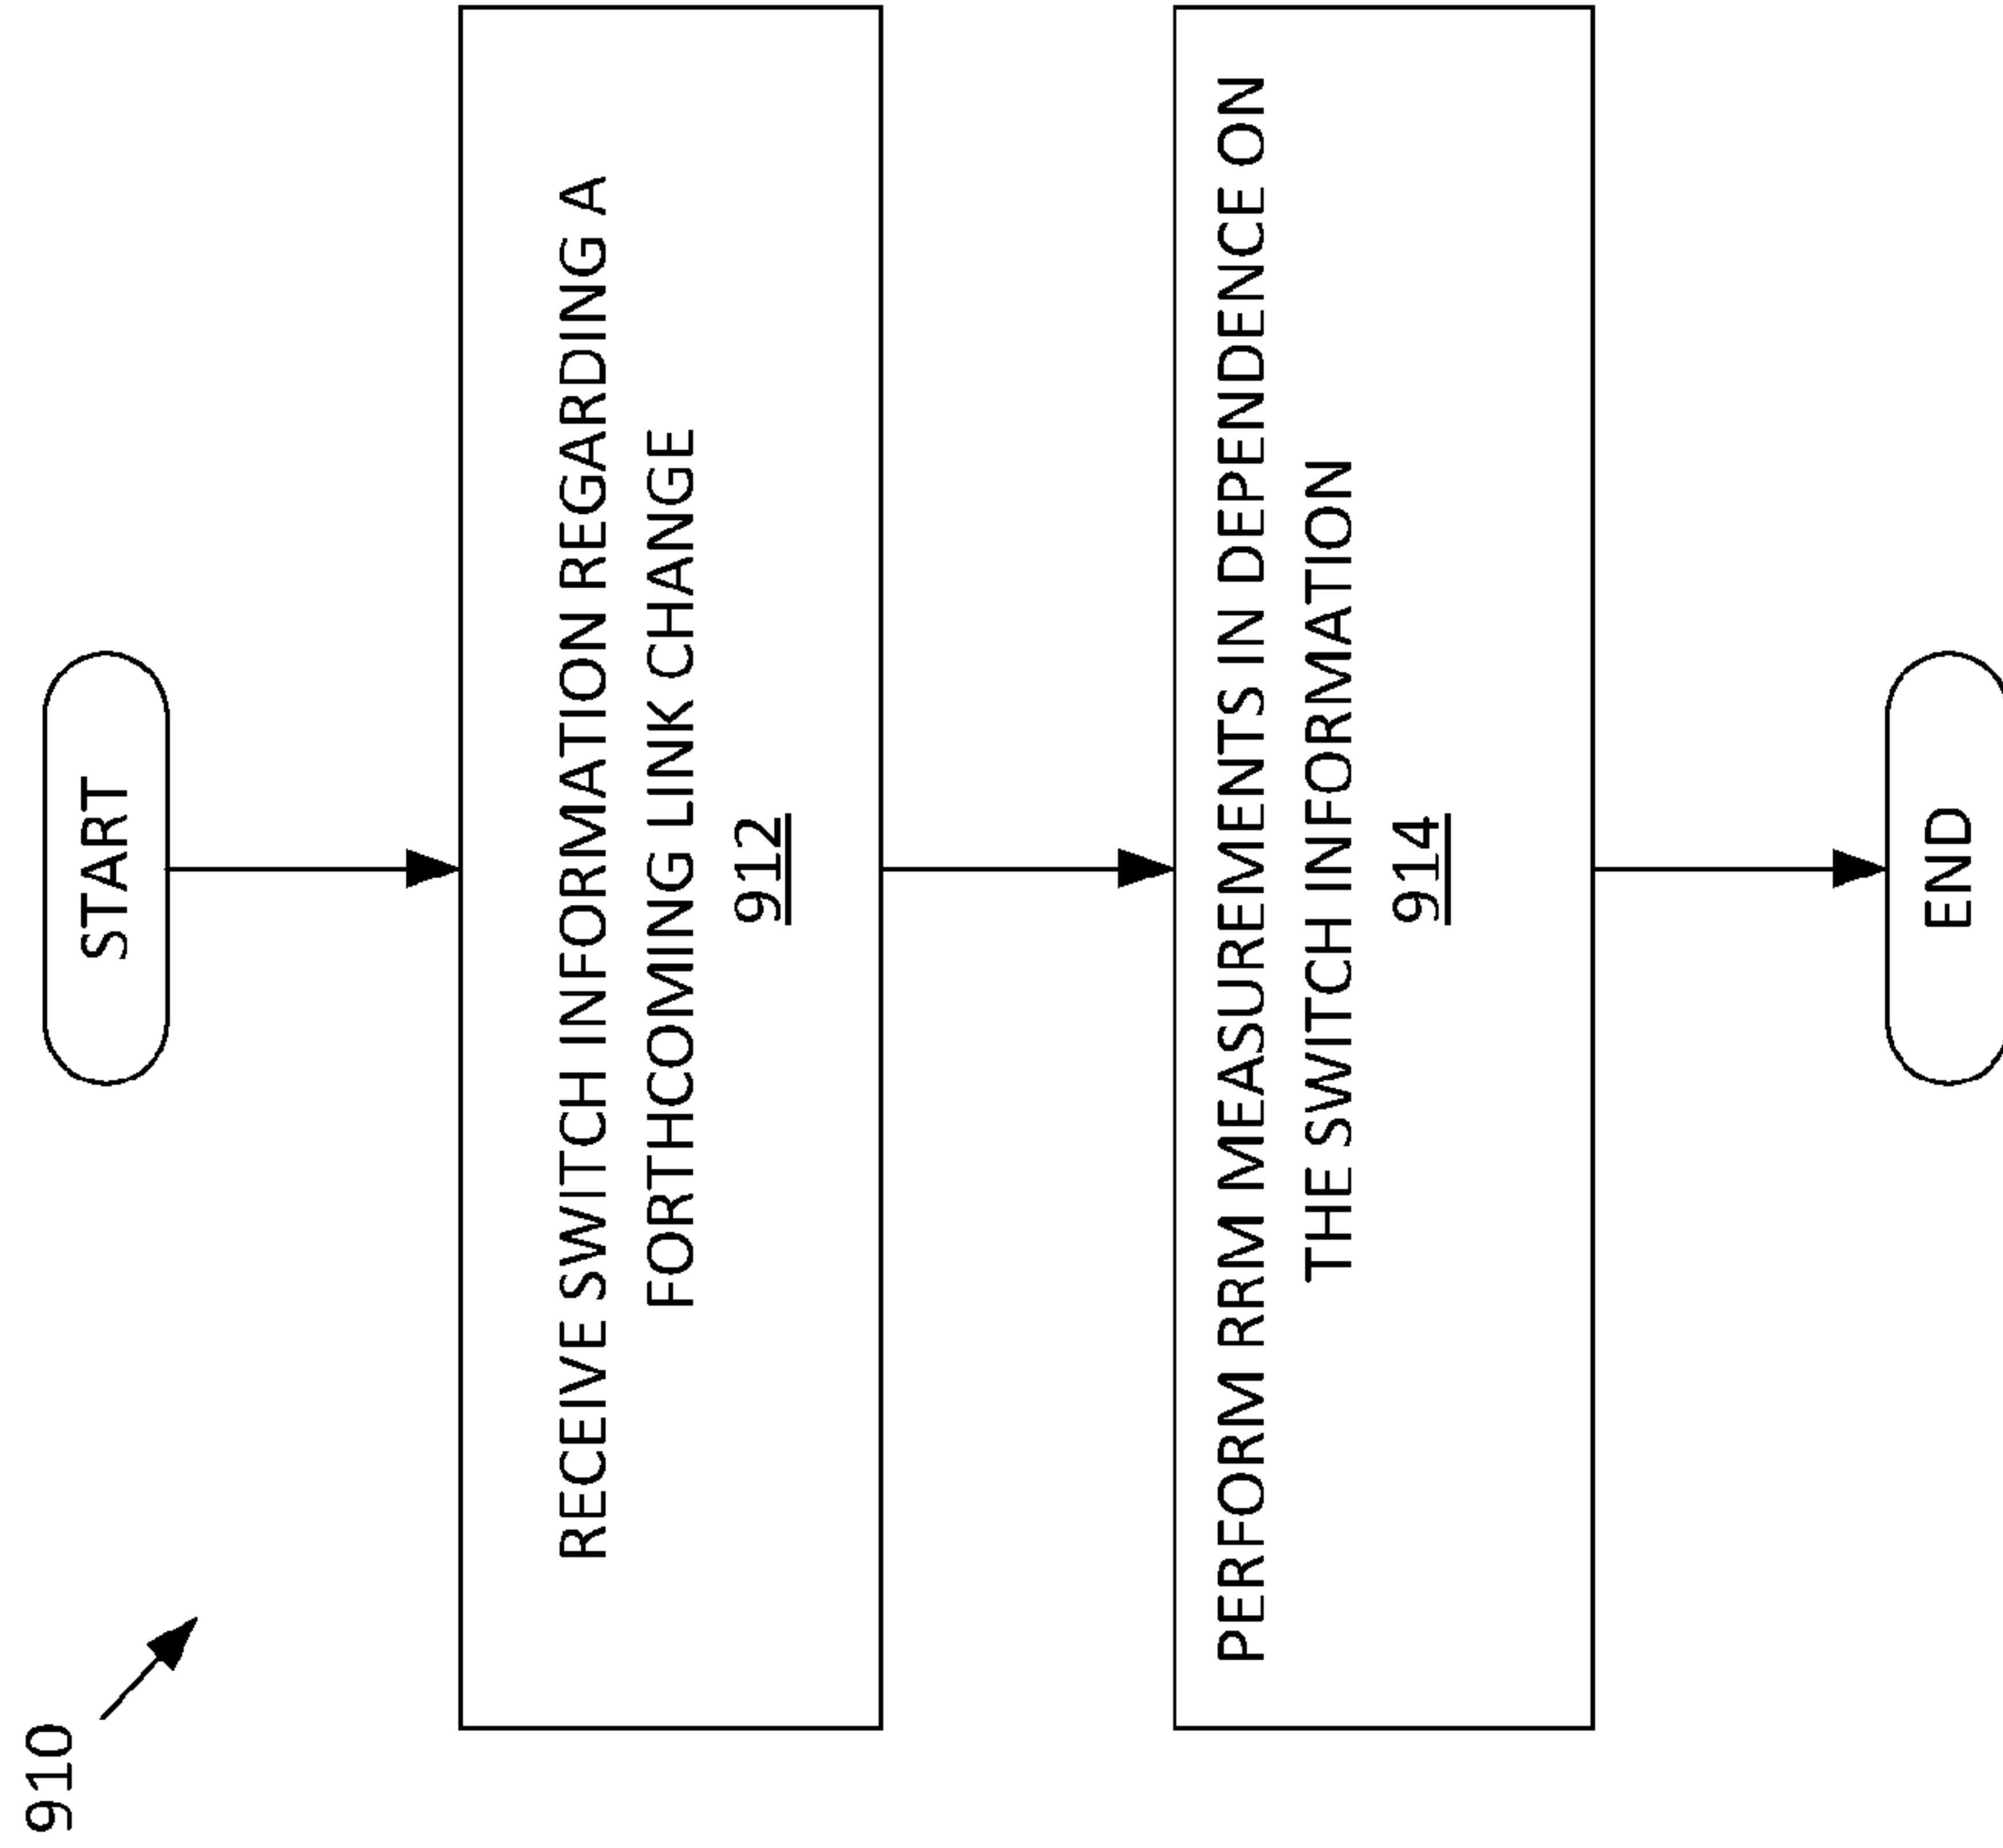 910
START
RECEIVE SWITCH INFORMATION REGARDING A
FORTHCOMING LINK CHANGE
912
PERFORM RRM MEASUREMENTS IN DEPENDENCE ON
THE SWITCH INFORMATION
914
END